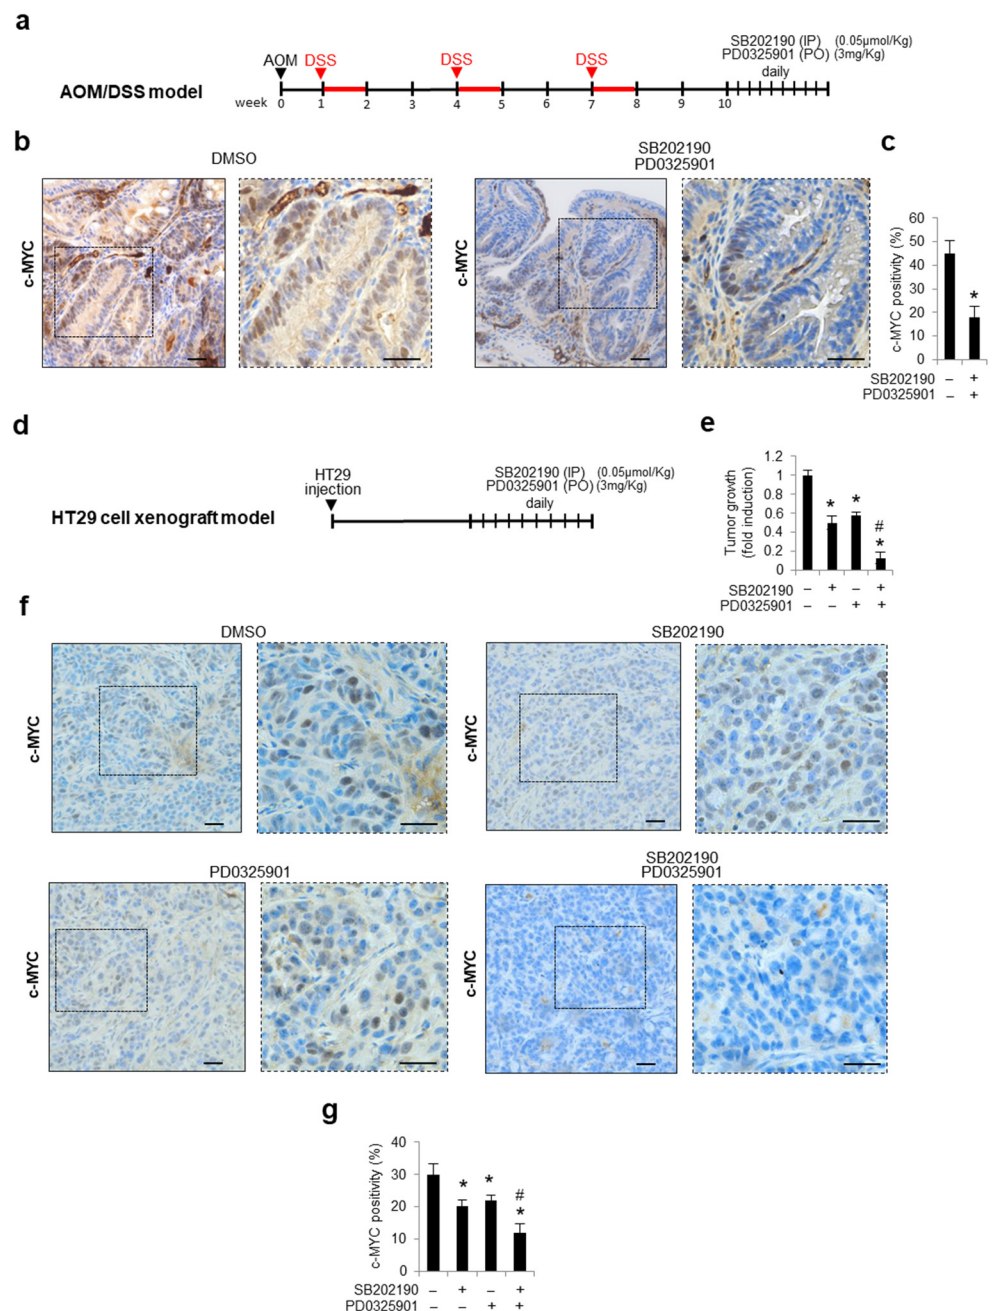 a
SB202190 (IP) (0.05µmol/Kg)
PD0325901 (PO) (3mg/Kg)
daily
AOM DSS DSS DSS
AOM/DSS model
week 0 1 2 3 4 5 6 7 8 9 10
b
DMSO
SB202190
PD0325901
c-MYC
c-MYC
c
c-MYC positivity (%)
60
50
40
30
20
10
0
*
SB202190 – +
PD0325901 – +
d
HT29
injection
SB202190 (IP) (0.05µmol/Kg)
PD0325901 (PO) (3mg/Kg)
daily
HT29 cell xenograft model
e
Tumor growth
(fold induction)
1.2
1
0.8
0.6
0.4
0.2
0
* * # *
SB202190 – + – +
PD0325901 – – + +
f
DMSO
SB202190
c-MYC
c-MYC
PD0325901
SB202190
PD0325901
c-MYC
c-MYC
g
c-MYC positivity (%)
40
30
20
10
0
* * # *
SB202190 – + – +
PD0325901 – – + +